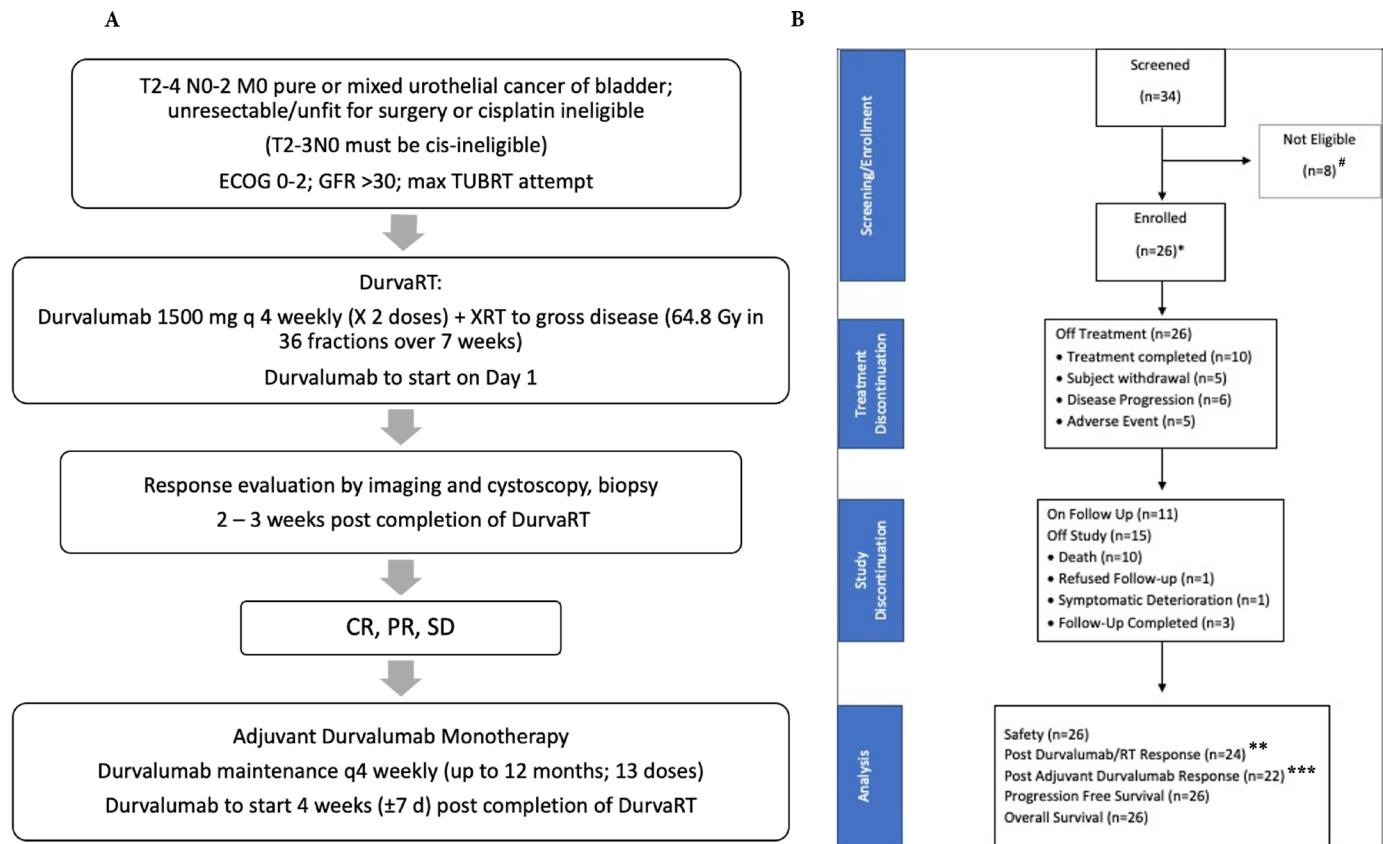 A
T2-4 N0-2 M0 pure or mixed urothelial cancer of bladder;
unresectable/unfit for surgery or cisplatin ineligible
(T2-3N0 must be cis-ineligible)
ECOG 0-2; GFR >30; max TUBRT attempt
DurvaRT:
Durvalumab 1500 mg q 4 weekly (X 2 doses) + XRT to gross disease (64.8 Gy in
36 fractions over 7 weeks)
Durvalumab to start on Day 1
Response evaluation by imaging and cystoscopy, biopsy
2 – 3 weeks post completion of DurvaRT
CR, PR, SD
Adjuvant Durvalumab Monotherapy
Durvalumab maintenance q4 weekly (up to 12 months; 13 doses)
Durvalumab to start 4 weeks (±7 d) post completion of DurvaRT
B
Screening/Enrollment
Screened
(n=34)
Not Eligible
(n=8)#
Enrolled
(n=26)*
Treatment
Discontinuation
Off Treatment (n=26)
• Treatment completed (n=10)
• Subject withdrawal (n=5)
• Disease Progression (n=6)
• Adverse Event (n=5)
Study
Discontinuation
On Follow Up (n=11)
Off Study (n=15)
• Death (n=10)
• Refused Follow-up (n=1)
• Symptomatic Deterioration (n=1)
• Follow-Up Completed (n=3)
Analysis
Safety (n=26)
Post Durvalumab/RT Response (n=24)**
Post Adjuvant Durvalumab Response (n=22)***
Progression Free Survival (n=26)
Overall Survival (n=26)